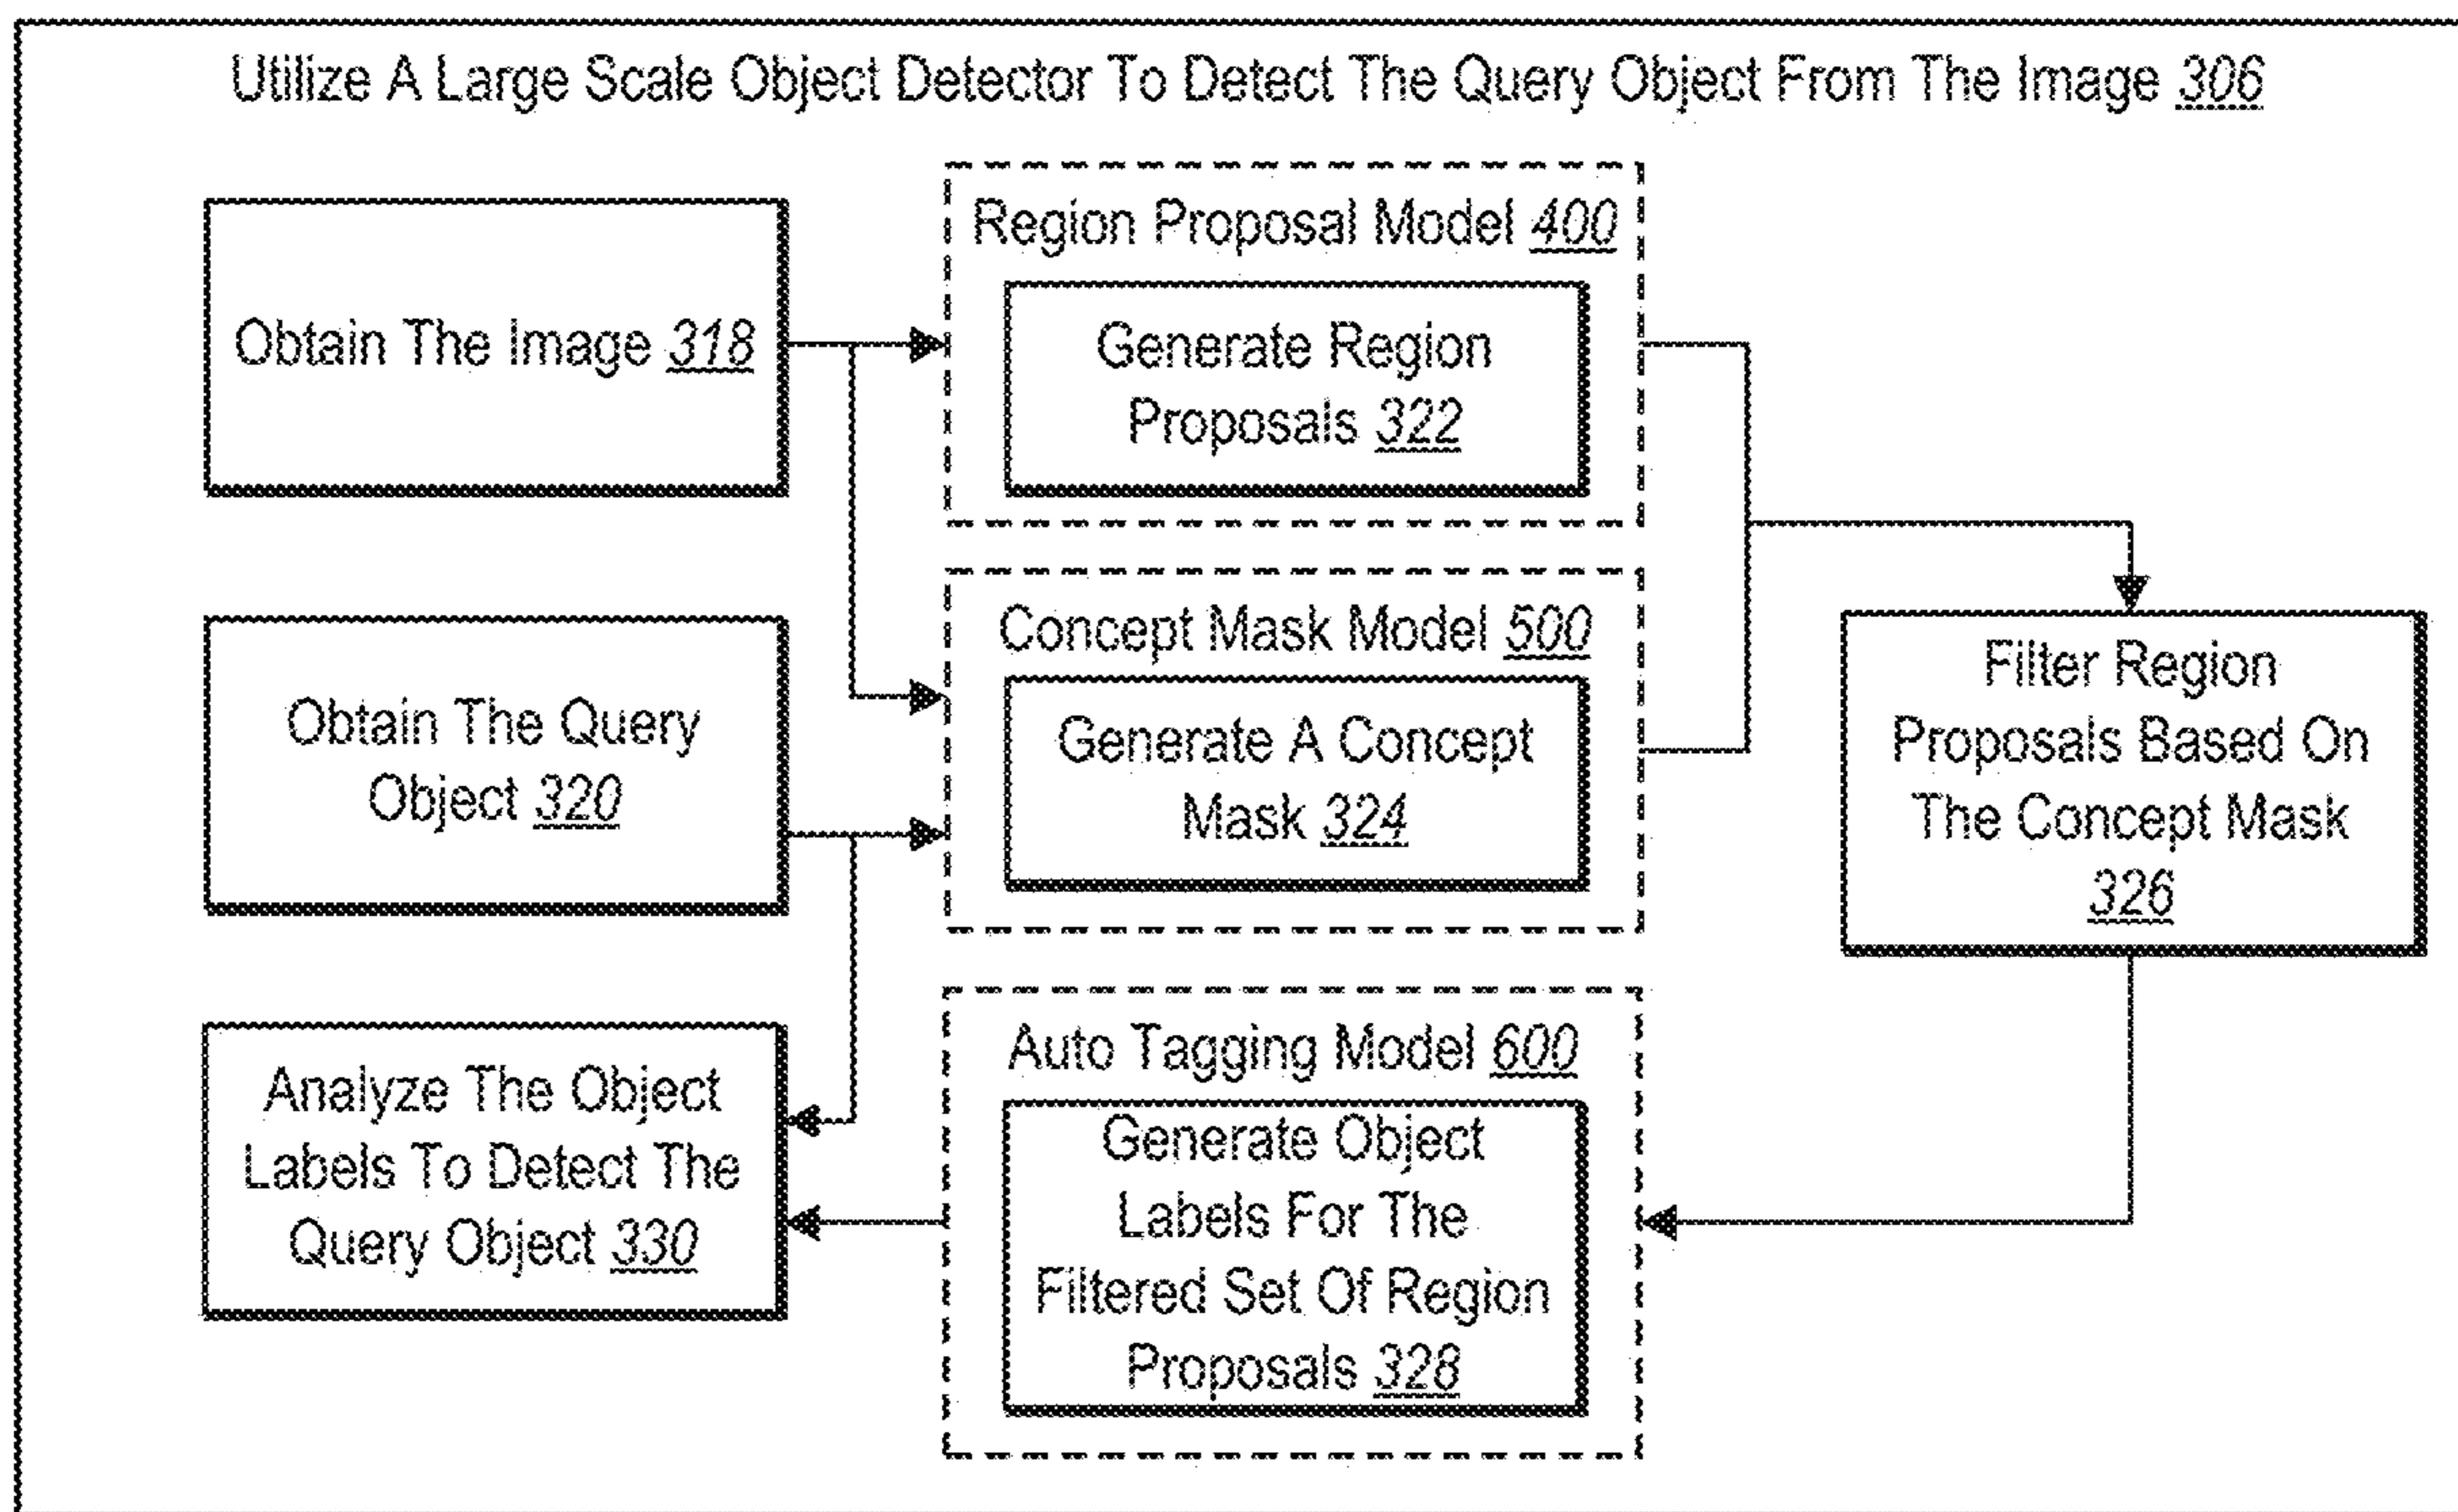 Utilize A Large Scale Object Detector To Detect The Query Object From The Image 306
Obtain The Image 318
Region Proposal Model 400
Generate Region
Proposals 322
Obtain The Query
Object 320
Concept Mask Model 500
Generate A Concept
Mask 324
Filter Region
Proposals Based On
The Concept Mask
326
Analyze The Object
Labels To Detect The
Query Object 330
Auto Tagging Model 600
Generate Object
Labels For The
Filtered Set Of Region
Proposals 328